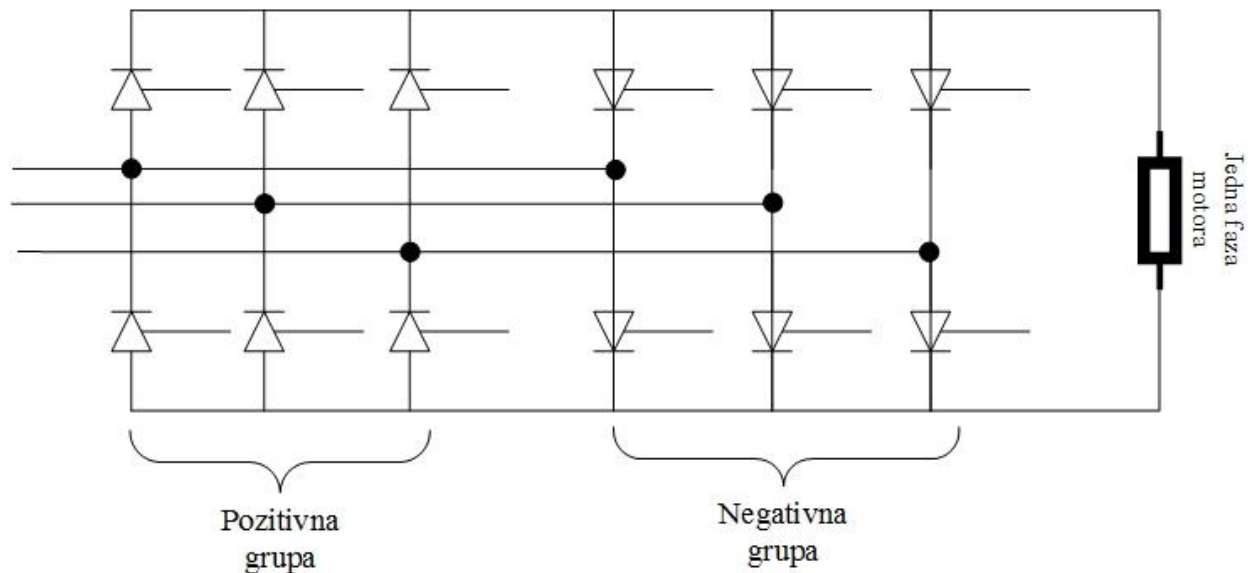 Jedna faza
motora
Pozitivna
grupa
Negativna
grupa